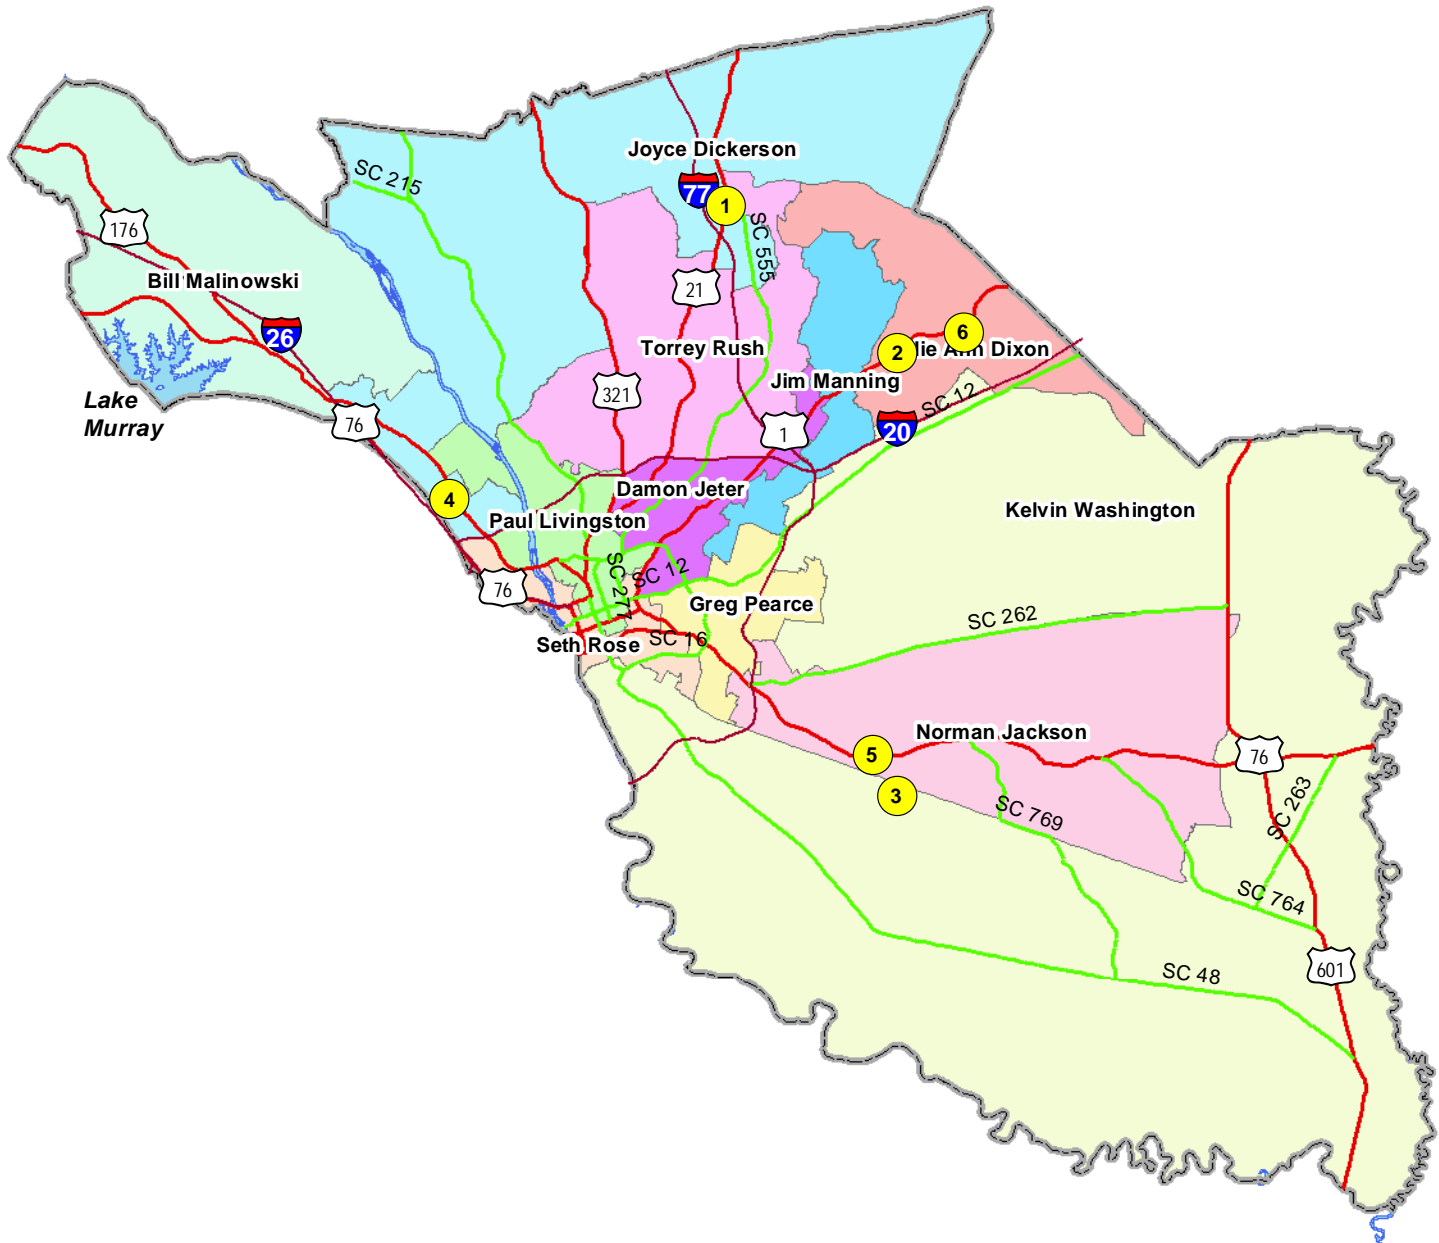 Joyce Dickerson
SC 215
77
1
176
SC 555
Bill Malinowski
21
26
6
Torrey Rush
2
Ann Dixon
Jim Manning
321
Lake
Murray
SC 12
76
1
20
Damon Jeter
4
Kelvin Washington
Paul Livingston
SC 277
SC 12
76
Greg Pearce
SC 262
Seth Rose
SC 16
Norman Jackson
5
76
3
SC 769
SC 263
SC 764
601
SC 48